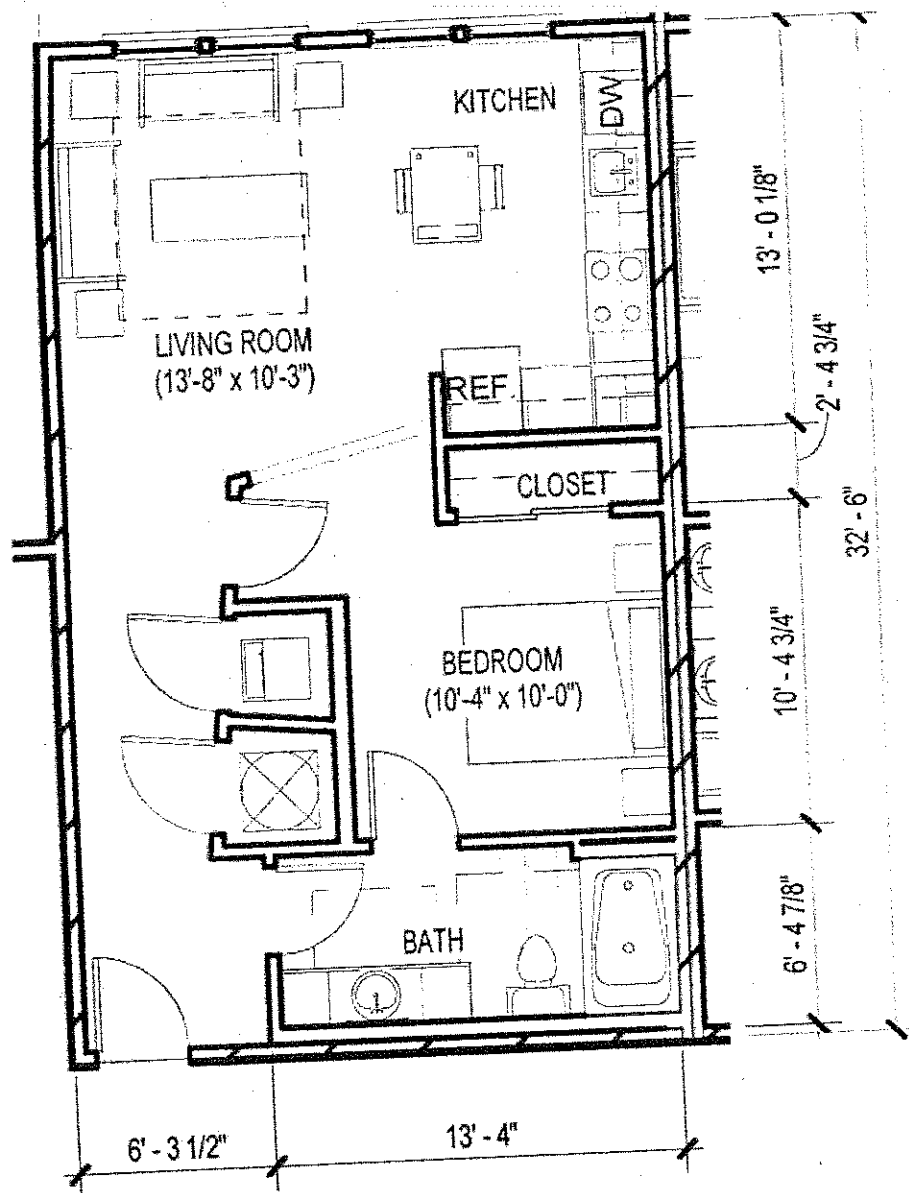 KITCHEN
DW
13' - 0 1/8"
LIVING ROOM
(13'-8" x 10'-3")
REF.
2' - 4 3/4"
CLOSET
32' - 6"
BEDROOM
(10'-4" x 10'-0")
10' - 4 3/4"
BATH
6' - 4 7/8"
6' - 3 1/2"
13' - 4"